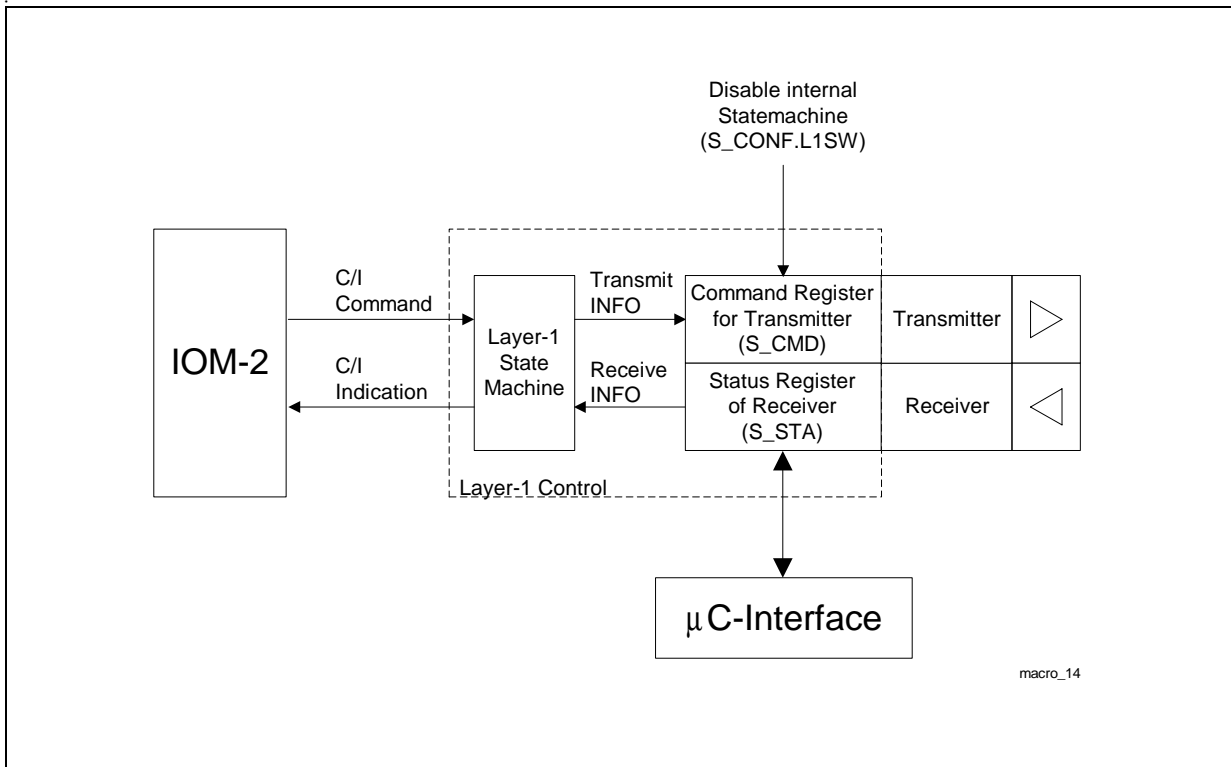 Disable internal
Statemachine
(S_CONF.L1SW)
IOM-2
C/I
Command
C/I
Indication
Layer-1
State
Machine
Transmit
INFO
Receive
INFO
Command Register
for Transmitter
(S_CMD)
Transmitter
Status Register
of Receiver
(S_STA)
Receiver
Layer-1 Control
μC-Interface
macro_14